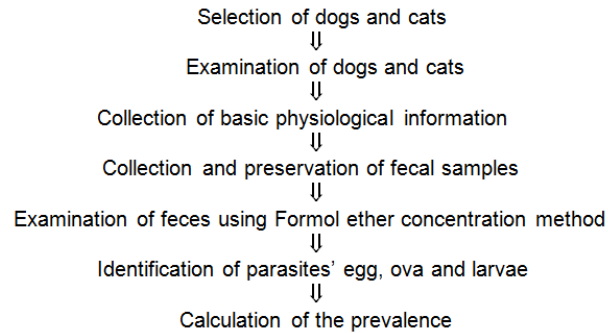 Selection of dogs and cats
⇓
Examination of dogs and cats
⇓
Collection of basic physiological information
⇓
Collection and preservation of fecal samples
⇓
Examination of feces using Formol ether concentration method
⇓
Identification of parasites’ egg, ova and larvae
⇓
Calculation of the prevalence